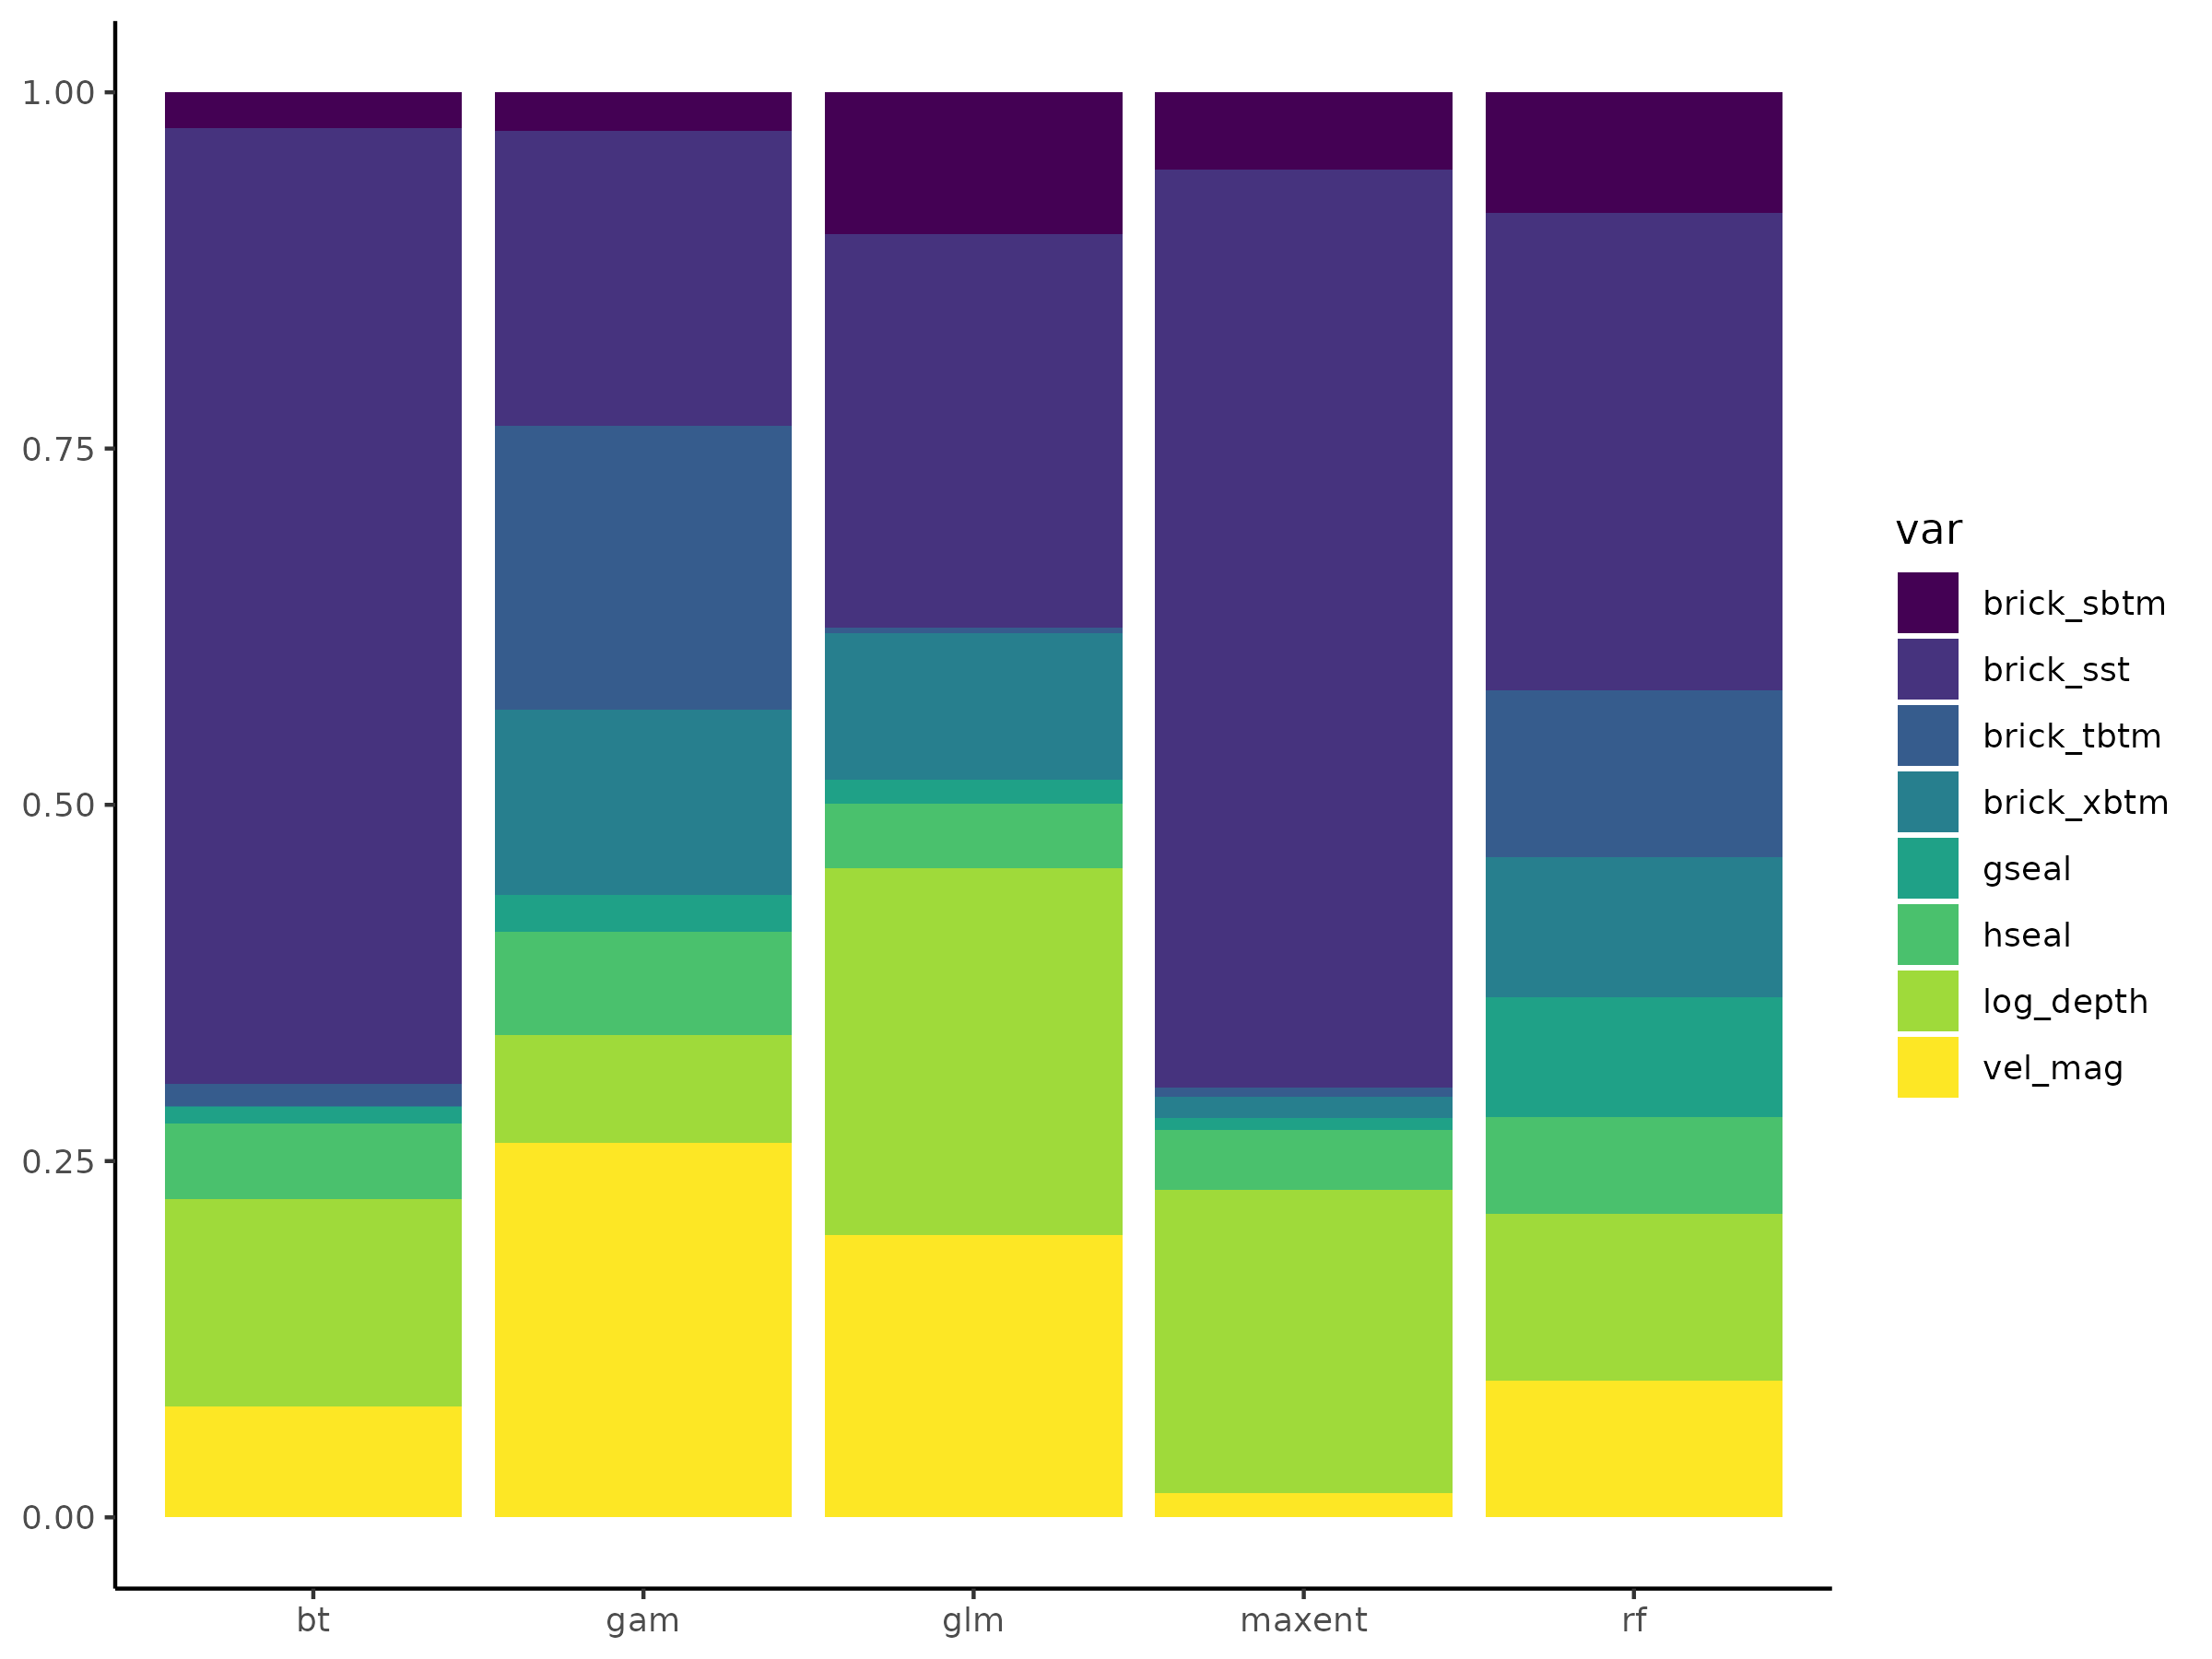 1.00
0.75
0.50
0.25
0.00
bt gam glm maxent rf
var
brick_sbtm
brick_sst
brick_tbtm
brick_xbtm
gseal
hseal
log_depth
vel_mag